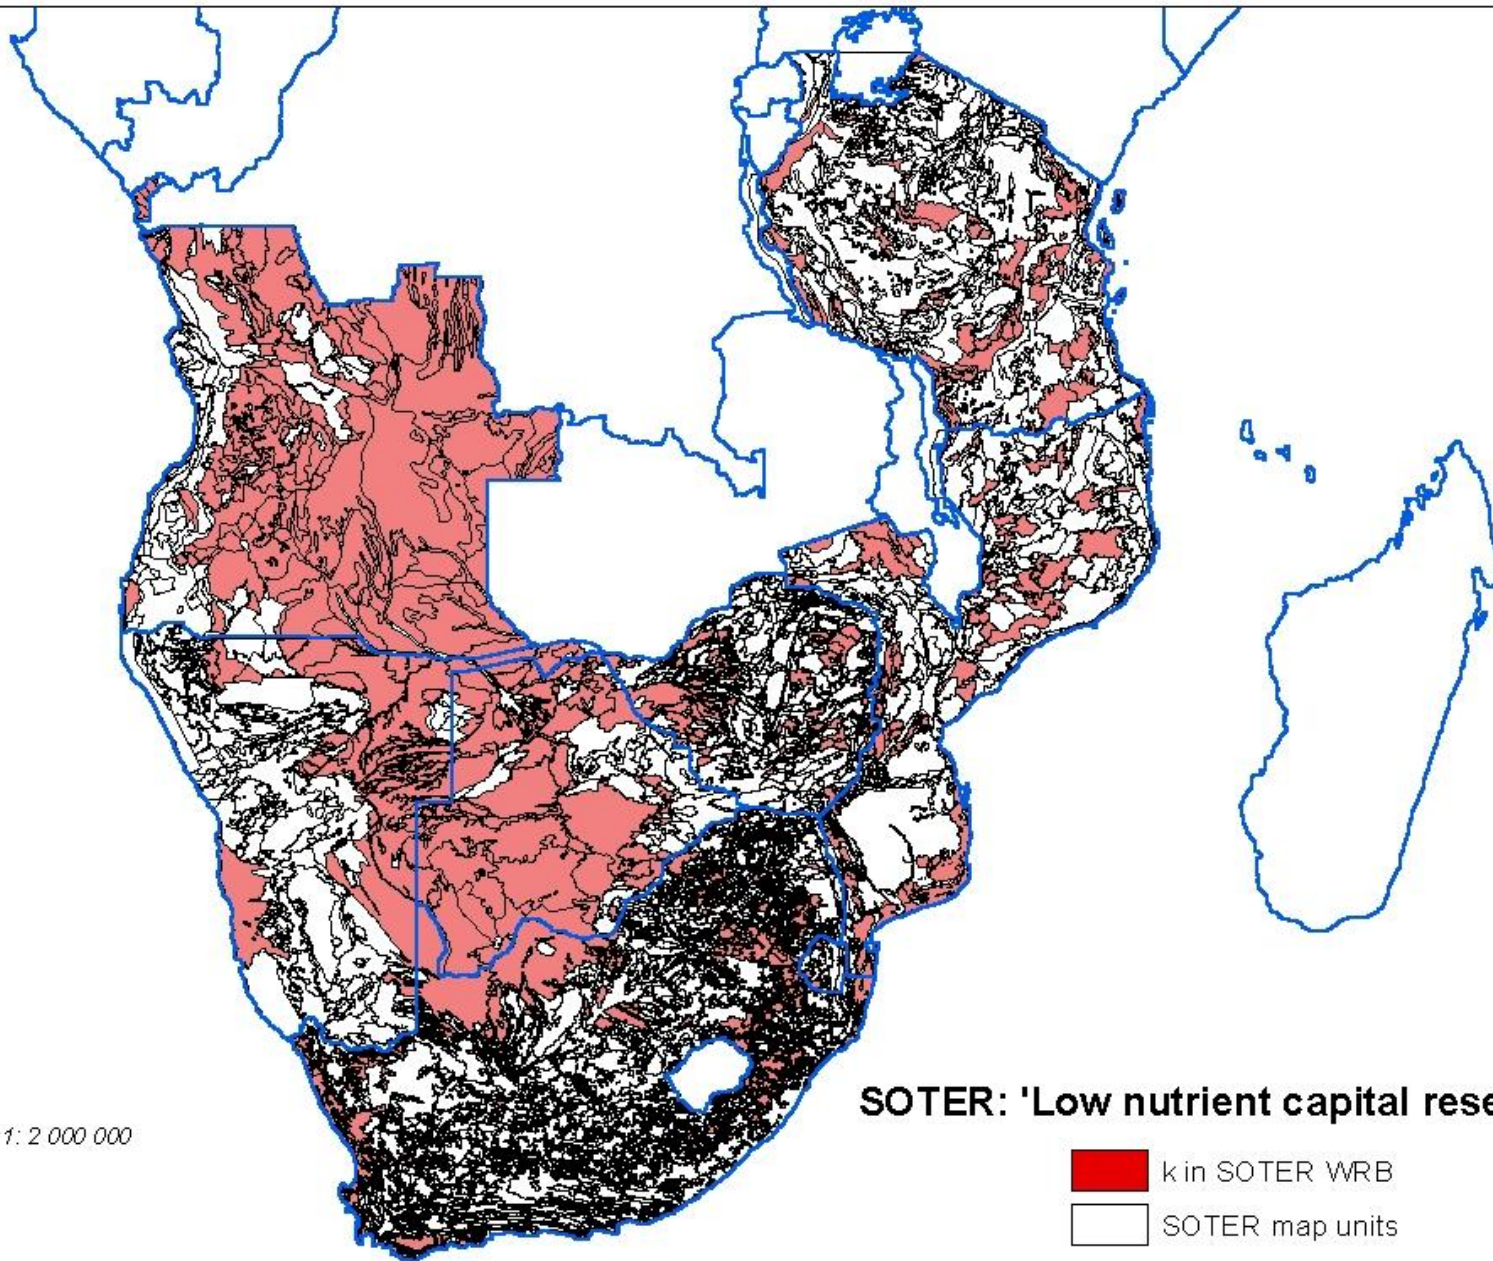 1: 2 000 000
SOTER: 'Low nutrient capital rese
k in SOTER WRB
SOTER map units